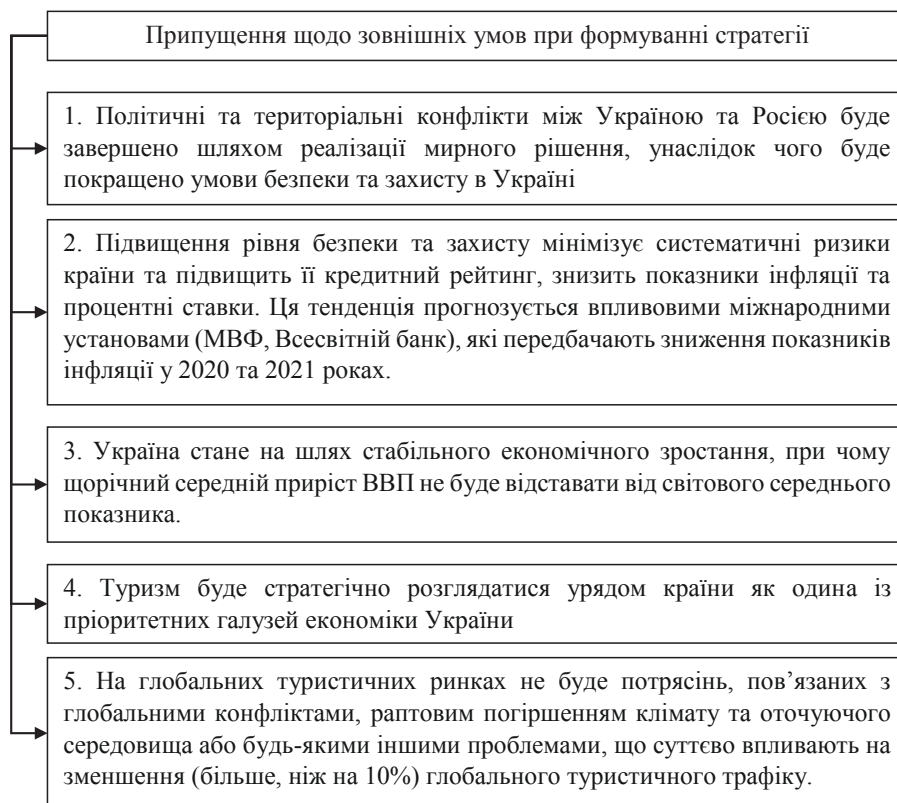 Припущення щодо зовнішніх умов при формуванні стратегії
1. Політичні та територіальні конфлікти між Україною та Росією буде
завершено шляхом реалізації мирного рішення, унаслідок чого буде
покращено умови безпеки та захисту в Україні
2. Підвищення рівня безпеки та захисту мінімізує систематичні ризики
країни та підвищить її кредитний рейтинг, знизить показники інфляції та
процентні ставки. Ця тенденція прогнозується впливовими міжнародними
установами (МВФ, Всесвітній банк), які передбачають зниження показників
інфляції у 2020 та 2021 роках.
3. Україна стане на шлях стабільного економічного зростання, при чому
щорічний середній приріст ВВП не буде відставати від світового середнього
показника.
4. Туризм буде стратегічно розглядатися урядом країни як одина із
пріоритетних галузей економіки України
5. На глобальних туристичних ринках не буде потрясінь, пов’язаних з
глобальними конфліктами, раптовим погіршенням клімату та оточуючого
середовища або будь-якими іншими проблемами, що суттєво впливають на
зменшення (більше, ніж на 10%) глобального туристичного трафіку.